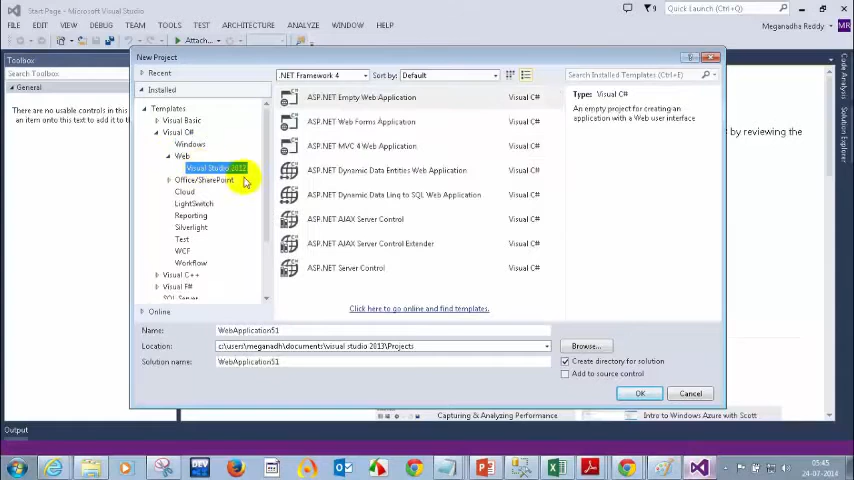 Start Page - Microsoft Visual Studio
Quick Launch (Ctrl+Q)
9
FILE EDIT VIEW DEBUG TEAM TOOLS TEST ARCHITECTURE ANALYZE WINDOW HELP
Meganadha Reddy
MR
Attach...
Toolbox
Search Toolbox
General
There are no usable controls in this
an item onto this text to add it to t
New Project
Recent
.NET Framework 4
Sort by: Default
Search Installed Templates (Ctrl+E)
Installed
Templates
Visual Basic
Visual C#
Windows
Web
Visual Studio 2012
Office/SharePoint
Cloud
LightSwitch
Reporting
Silverlight
Test
WCF
Workflow
Visual C++
Visual F#
SQL Server
Online
ASP.NET Empty Web Application Visual C#
ASP.NET Web Forms Application Visual C#
ASP.NET MVC 4 Web Application Visual C#
ASP.NET Dynamic Data Entities Web Application Visual C#
ASP.NET Dynamic Data Linq to SQL Web Application Visual C#
ASP.NET AJAX Server Control Visual C#
ASP.NET AJAX Server Control Extender Visual C#
ASP.NET Server Control Visual C#
Click here to go online and find templates.
Type: Visual C#
An empty project for creating an
application with a Web user interface
# by reviewing the
Code Analysis
Solution Explorer
Name: WebApplication51
Location: c:\users\meganadh\documents\visual studio 2013\Projects
Browse...
Solution name: WebApplication51
Create directory for solution
Add to source control
OK
Cancel
Capturing & Analyzing Performance
Intro to Windows Azure with Scott
Output
DEV
05:45
24-07-2014